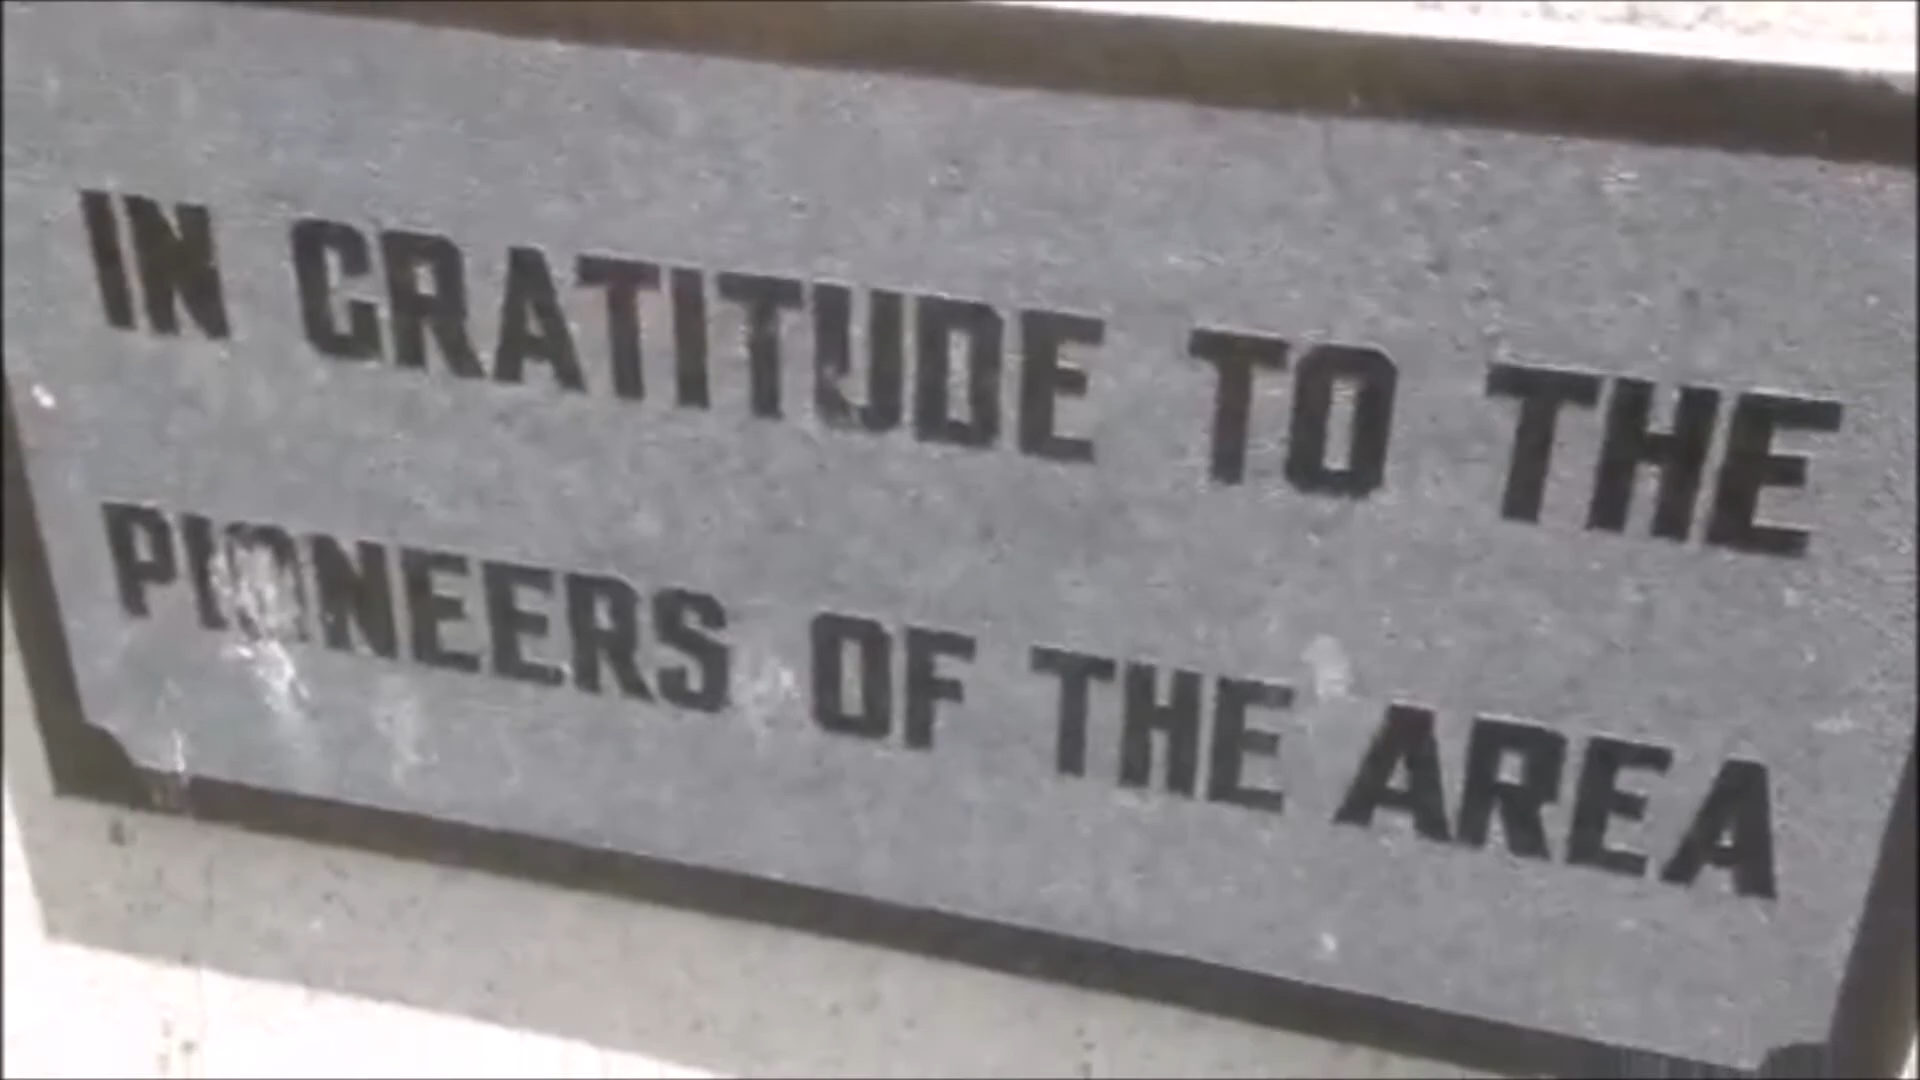 IN GRATITUDE TO THE
PIONEERS OF THE AREA